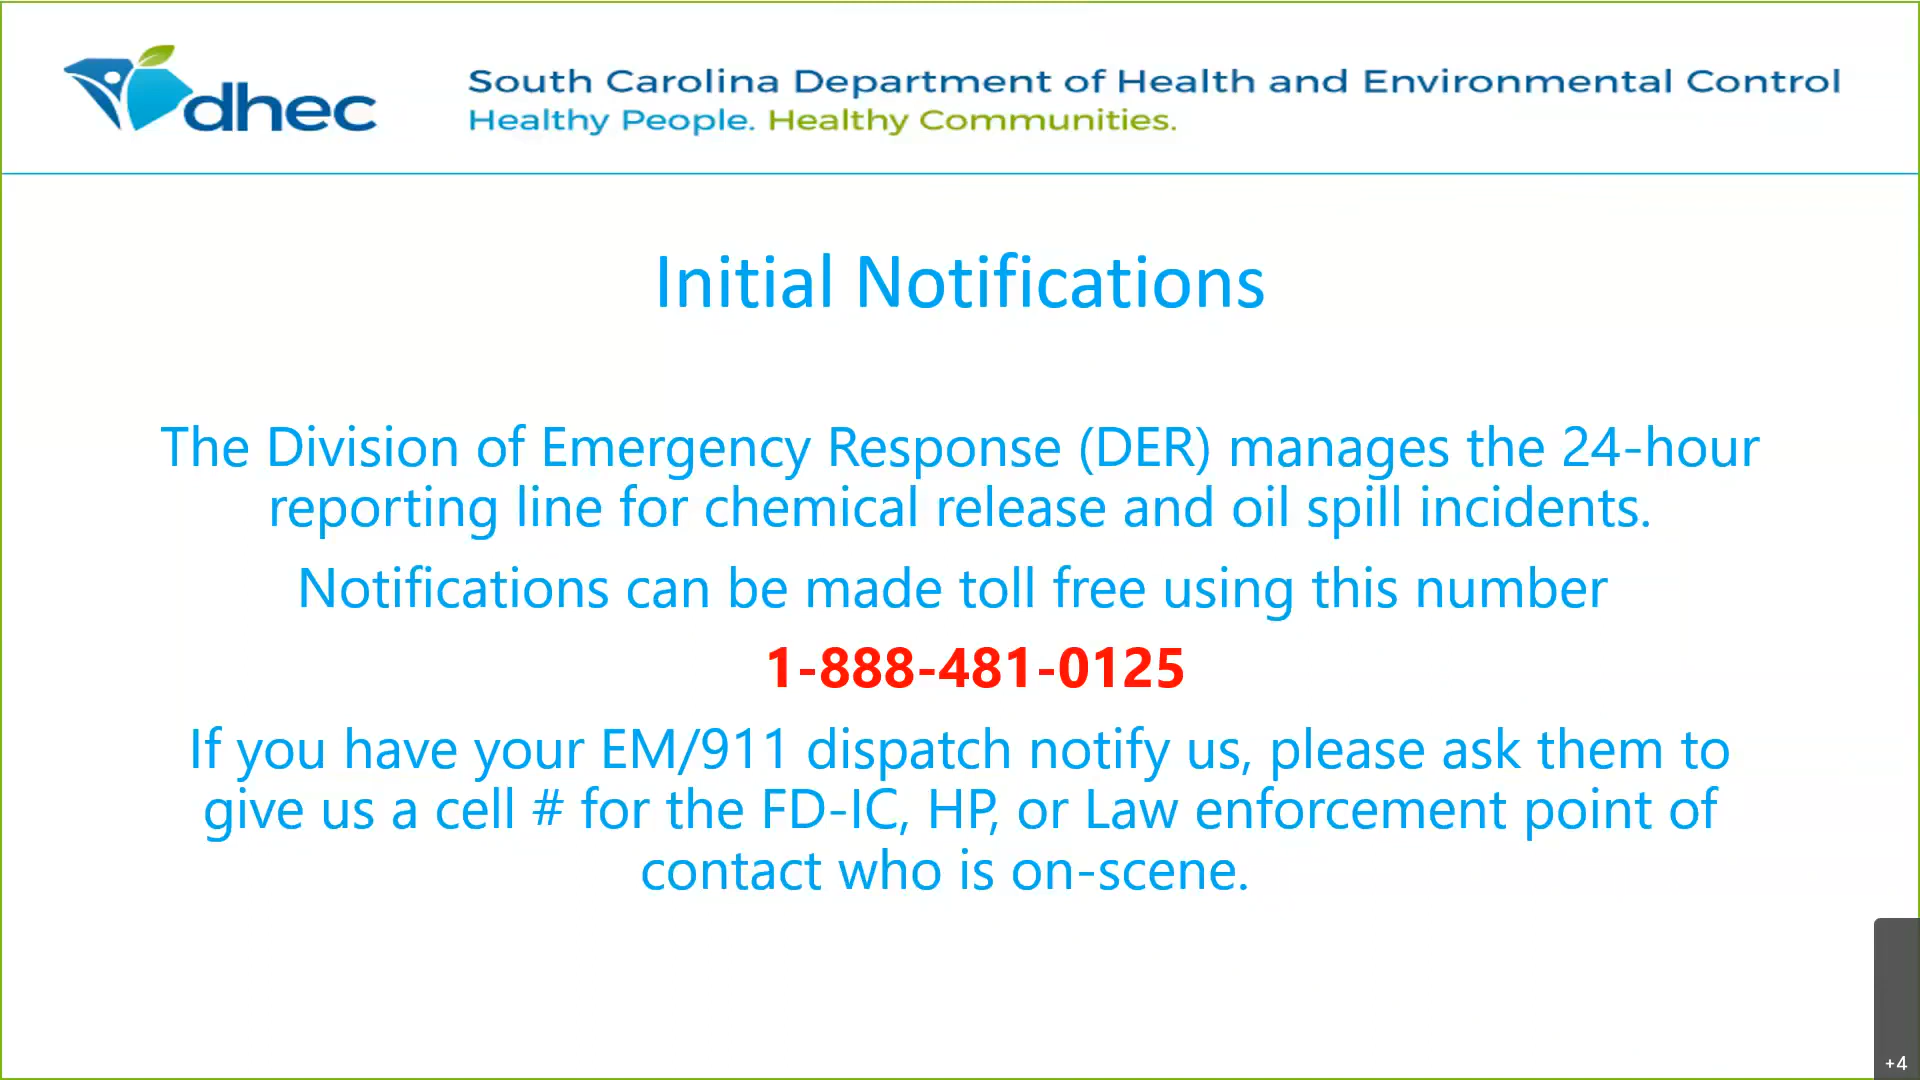 dhec
South Carolina Department of Health and Environmental Control
Healthy People. Healthy Communities.
Initial Notifications
The Division of Emergency Response (DER) manages the 24-hour
reporting line for chemical release and oil spill incidents.
Notifications can be made toll free using this number
1-888-481-0125
If you have your EM/911 dispatch notify us, please ask them to
give us a cell # for the FD-IC, HP, or Law enforcement point of
contact who is on-scene.
+4